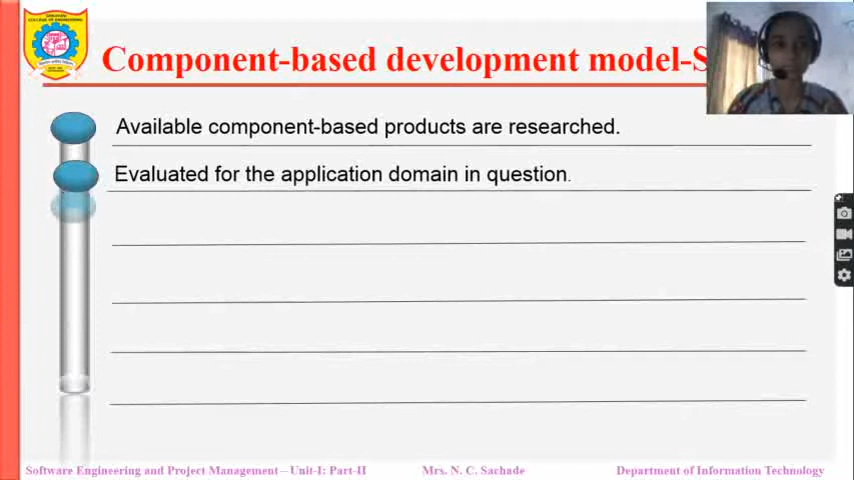 Component-based development model-S
Available component-based products are researched.
Evaluated for the application domain in question.
Software Engineering and Project Management – Unit-I: Part-II
Mrs. N. C. Sachade
Department of Information Technology